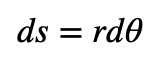 ds = rdθ